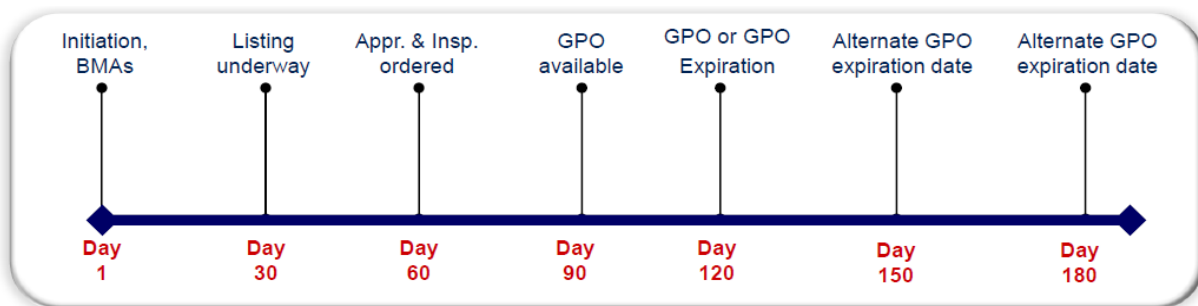 Initiation,
BMAs
Listing
underway
Appr. & Insp.
ordered
GPO
available
GPO or GPO
Expiration
Alternate GPO
expiration date
Alternate GPO
expiration date
Day
1
Day
30
Day
60
Day
90
Day
120
Day
150
Day
180